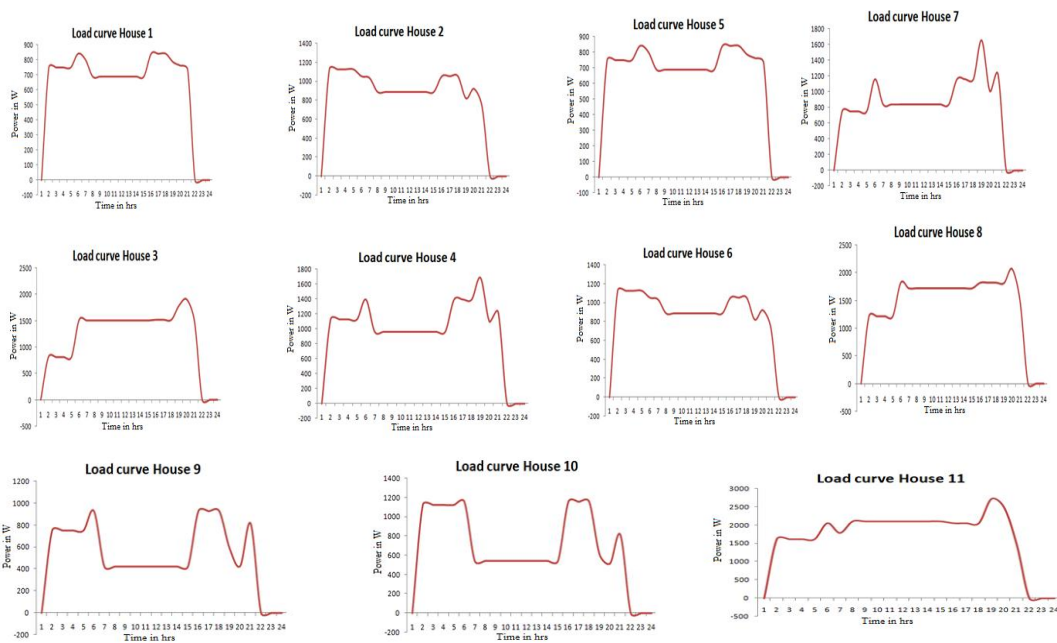 Load curve House 1
Power in W
900
800
700
600
500
400
300
200
100
0
-100
1 2 3 4 5 6 7 8 9 10 11 12 13 14 15 16 17 18 19 20 21 22 23 24
Time in hrs
Load curve House 2
Power in W
1400
1200
1000
800
600
400
200
0
-200
1 2 3 4 5 6 7 8 9 10 11 12 13 14 15 16 17 18 19 20 21 22 23 24
Time in hrs
Load curve House 5
Power in W
900
800
700
600
500
400
300
200
100
0
-100
1 2 3 4 5 6 7 8 9 10 11 12 13 14 15 16 17 18 19 20 21 22 23 24
Time in hrs
Load curve House 7
Power in W
1800
1600
1400
1200
1000
800
600
400
200
0
-200
1 2 3 4 5 6 7 8 9 10 11 12 13 14 15 16 17 18 19 20 21 22 23 24
Time in hrs
Load curve House 3
Power in W
2500
2000
1500
1000
500
0
-500
1 2 3 4 5 6 7 8 9 10 11 12 13 14 15 16 17 18 19 20 21 22 23 24
Time in hrs
Load curve House 4
Power in W
1800
1600
1400
1200
1000
800
600
400
200
0
-200
1 2 3 4 5 6 7 8 9 10 11 12 13 14 15 16 17 18 19 20 21 22 23 24
Time in hrs
Load curve House 6
Power in W
1400
1200
1000
800
600
400
200
0
-200
1 2 3 4 5 6 7 8 9 10 11 12 13 14 15 16 17 18 19 20 21 22 23 24
Time in hrs
Load curve House 8
Power in W
2500
2000
1500
1000
500
0
-500
1 2 3 4 5 6 7 8 9 10 11 12 13 14 15 16 17 18 19 20 21 22 23 24
Time in hrs
Load curve House 9
Power in W
1200
1000
800
600
400
200
0
-200
1 2 3 4 5 6 7 8 9 10 11 12 13 14 15 16 17 18 19 20 21 22 23 24
Time in hrs
Load curve House 10
Power in W
1400
1200
1000
800
600
400
200
0
-200
1 2 3 4 5 6 7 8 9 10 11 12 13 14 15 16 17 18 19 20 21 22 23 24
Time in hrs
Load curve House 11
Power in W
3000
2500
2000
1500
1000
500
0
-500
1 2 3 4 5 6 7 8 9 10 11 12 13 14 15 16 17 18 19 20 21 22 23 24
Time in hrs